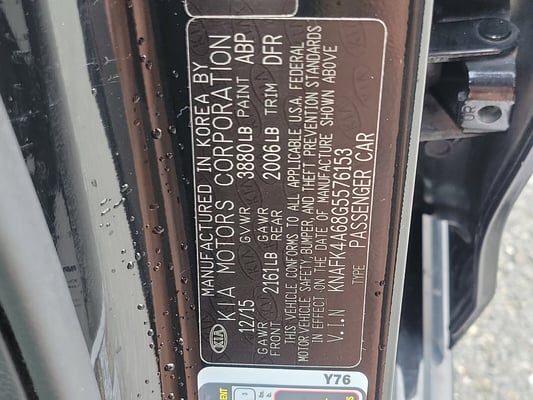 MANUFACTURED IN KOREA BY
KIA KIA MOTORS CORPORATION
12/15 GVWR 3880LB PAINT ABP
GAWR FRONT 2161LB GAWR REAR 2006LB TRIM DFR
THIS VEHICLE CONFORMS TO ALL APPLICABLE U.S.A. FEDERAL
MOTOR VEHICLE SAFETY, BUMPER, AND THEFT PREVENTION STANDARDS
IN EFFECT ON THE DATE OF MANUFACTURE SHOWN ABOVE
V.I.N KNAFK4A68G5576153
TYPE PASSENGER CAR
Y76